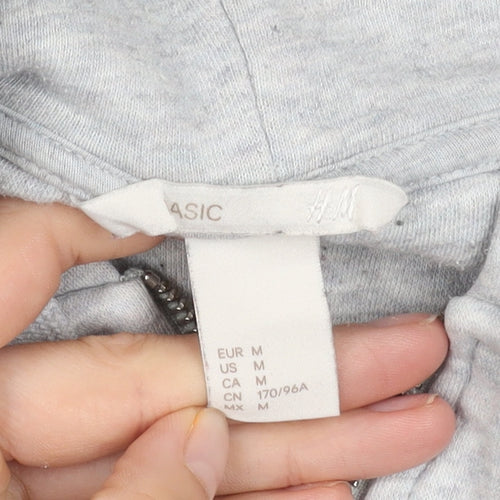 ASIC H&M
EUR M
US M
CA M
CN 170/96A
MX M